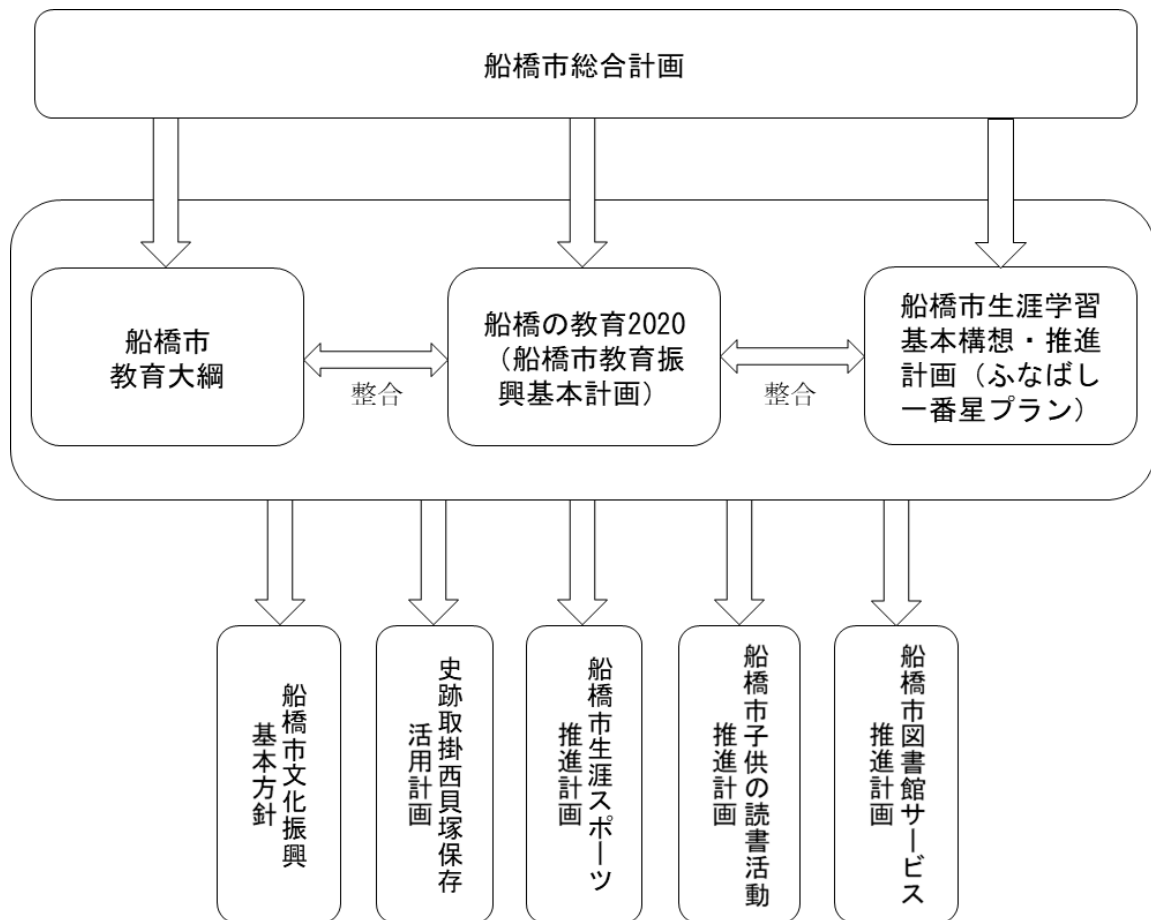 船橋市総合計画
船橋市
教育大綱
整合
船橋の教育2020
（船橋市教育振
興基本計画）
整合
船橋市生涯学習
基本構想・推進
計画（ふなばし
一番星プラン）
船橋市文化振興
基本方針
史跡取掛西貝塚保存
活用計画
船橋市生涯スポーツ
推進計画
船橋市子供の読書活動
推進計画
船橋市図書館サービス
推進計画